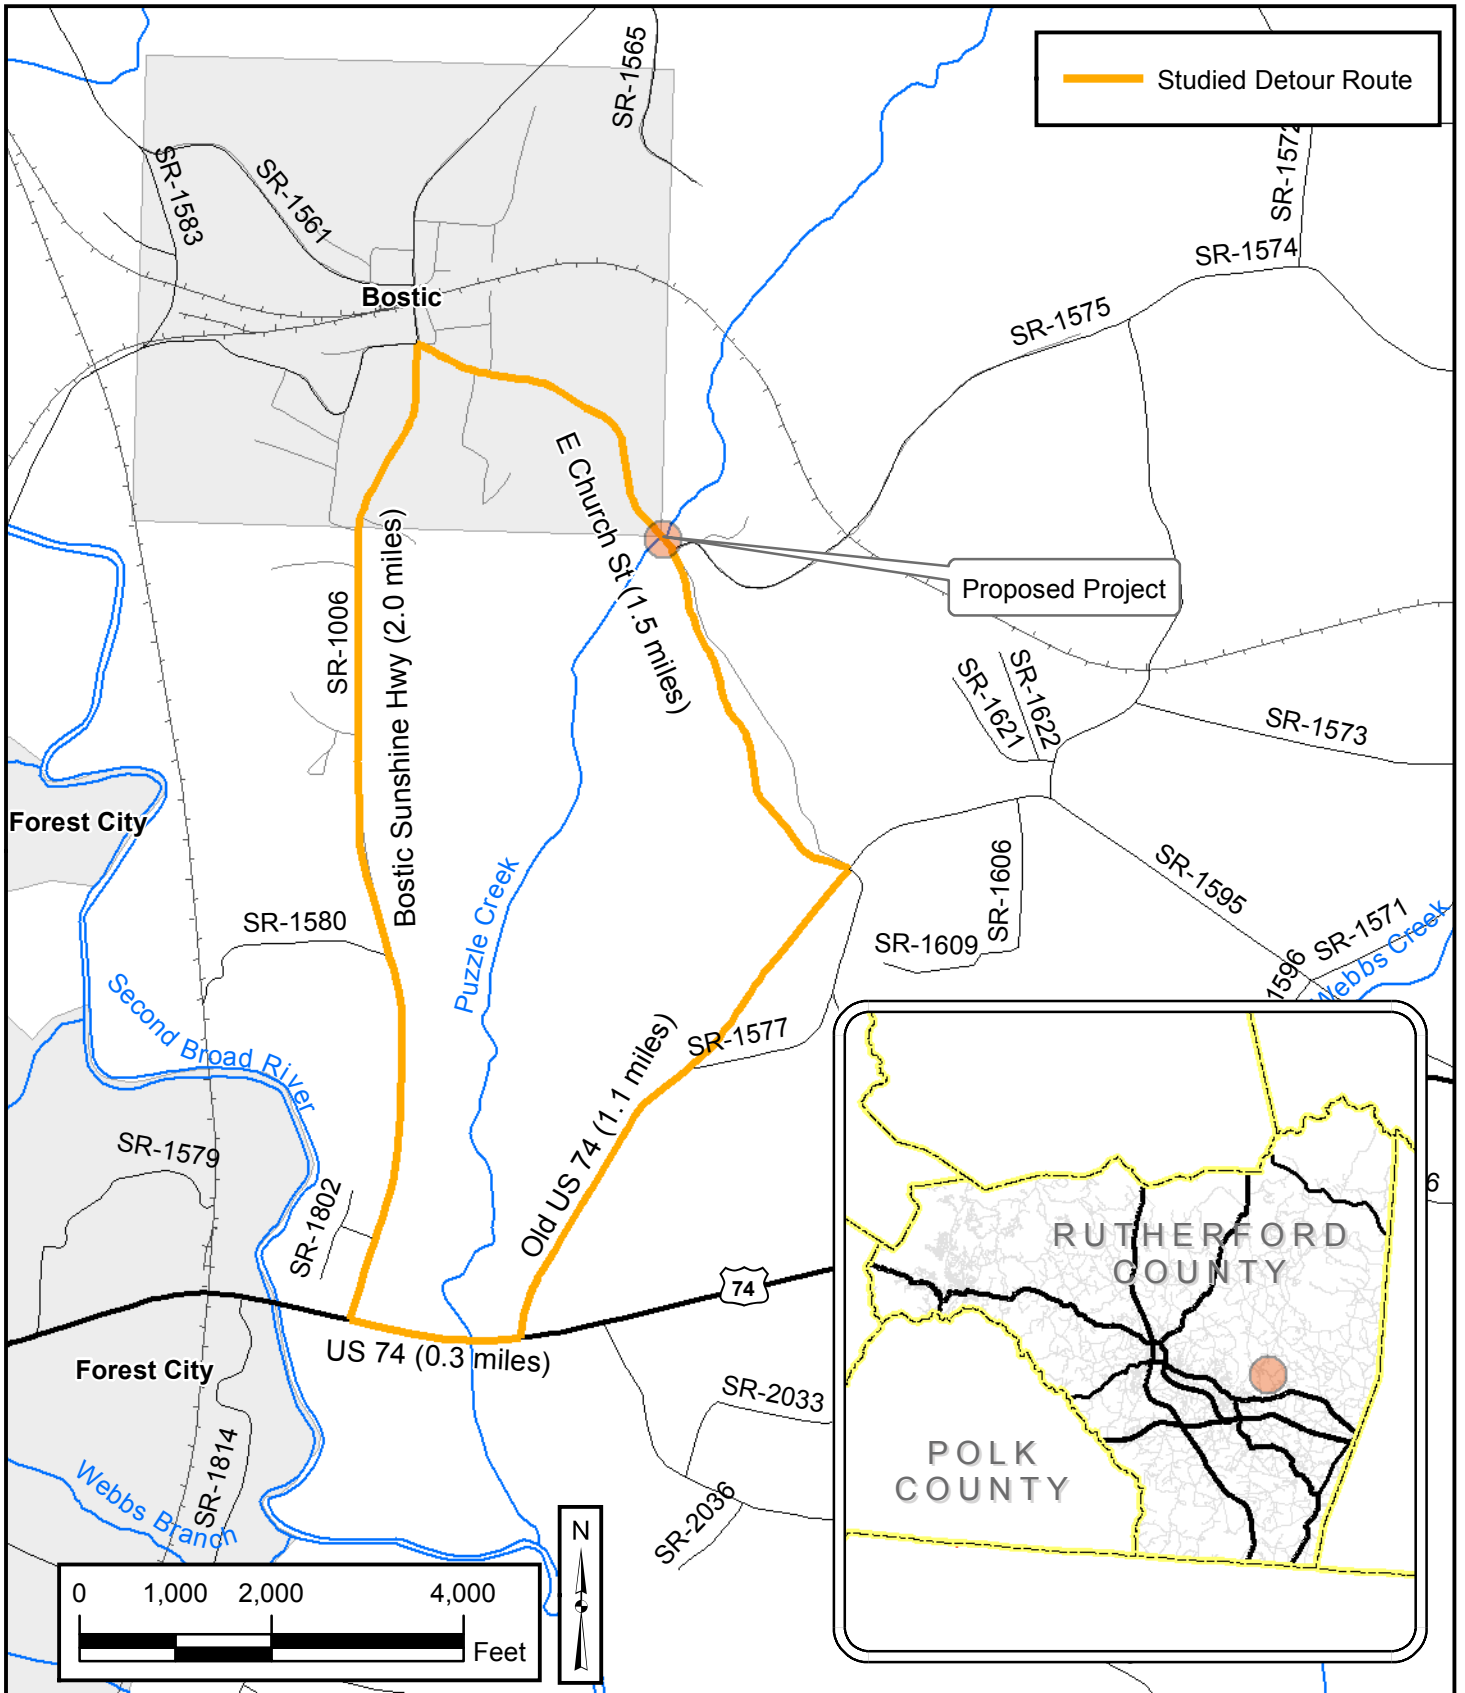 SR-1565
Studied Detour Route
SR-1572
SR-1583
SR-1561
SR-1574
Bostic
SR-1575
E Church St (1.5 miles)
Proposed Project
SR-1006
Bostic Sunshine Hwy (2.0 miles)
SR-1621
SR-1622
SR-1573
Forest City
SR-1606
SR-1595
Puzzle Creek
SR-1580
SR-1609
SR-1571
Webbs Creek
1596
Second Broad River
SR-1577
Old US 74 (1.1 miles)
SR-1579
SR-1802
6
RUTHERFORD
COUNTY
74
US 74 (0.3 miles)
Forest City
SR-2033
SR-1814
Webbs Branch
SR-2036
POLK
COUNTY
N
0 1,000 2,000 4,000
Feet